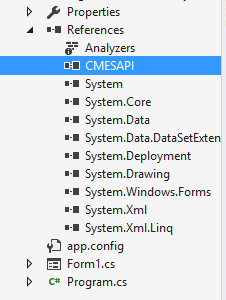 Properties
References
Analyzers
CMESAPI
System
System.Core
System.Data
System.Data.DataSetExten
System.Deployment
System.Drawing
System.Windows.Forms
System.Xml
System.Xml.Linq
app.config
Form1.cs
C# Program.cs